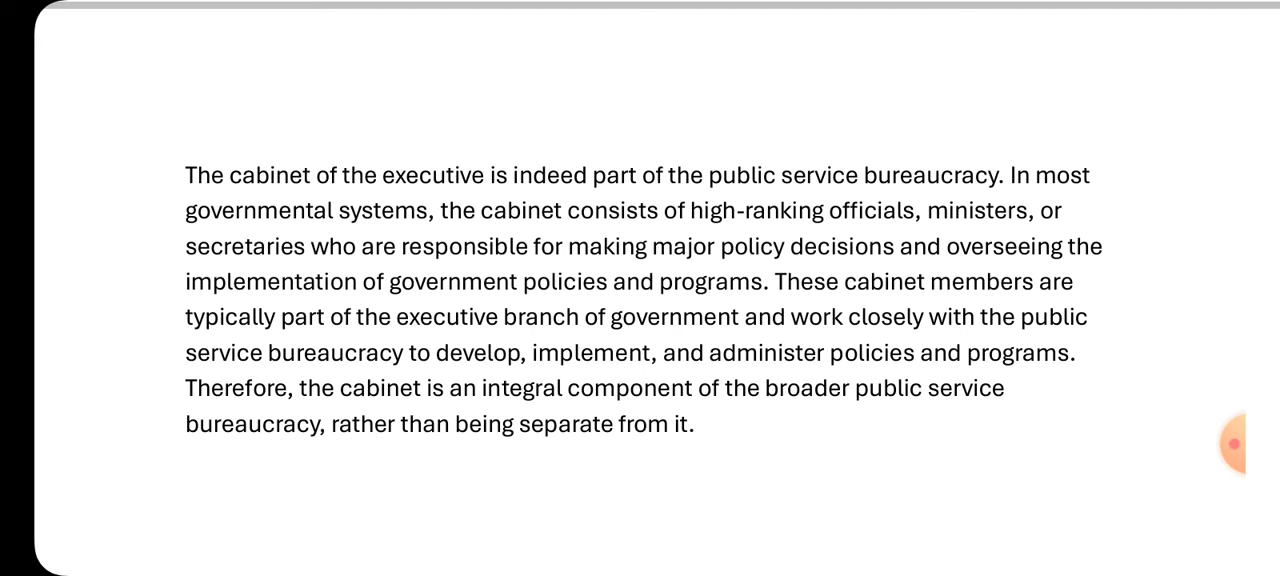 The cabinet of the executive is indeed part of the public service bureaucracy. In most
governmental systems, the cabinet consists of high-ranking officials, ministers, or
secretaries who are responsible for making major policy decisions and overseeing the
implementation of government policies and programs. These cabinet members are
typically part of the executive branch of government and work closely with the public
service bureaucracy to develop, implement, and administer policies and programs.
Therefore, the cabinet is an integral component of the broader public service
bureaucracy, rather than being separate from it.